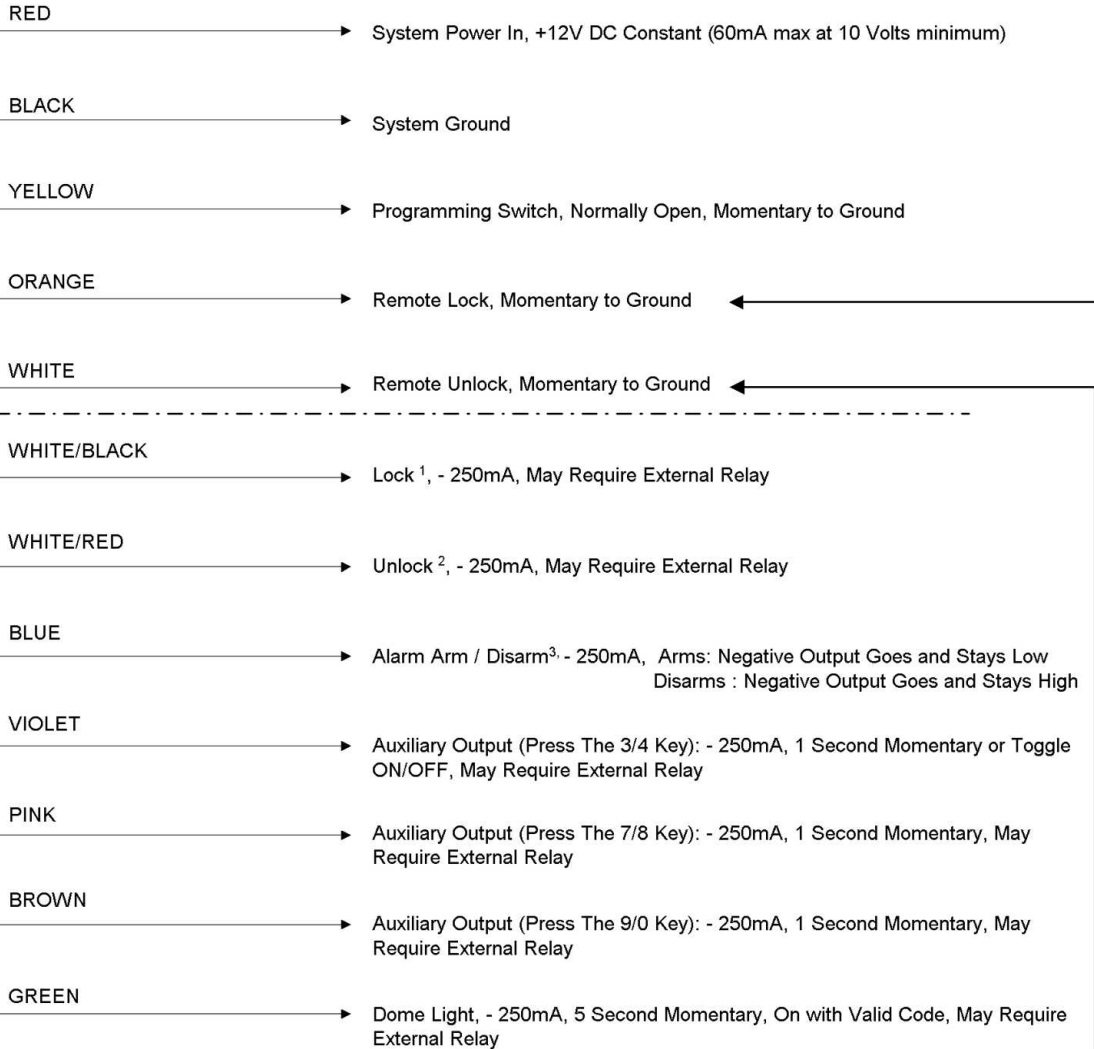 RED
System Power In, +12V DC Constant (60mA max at 10 Volts minimum)
BLACK
System Ground
YELLOW
Programming Switch, Normally Open, Momentary to Ground
ORANGE
Remote Lock, Momentary to Ground
WHITE
Remote Unlock, Momentary to Ground
WHITE/BLACK
Lock ¹, - 250mA, May Require External Relay
WHITE/RED
Unlock ², - 250mA, May Require External Relay
BLUE
Alarm Arm / Disarm³, - 250mA, Arms: Negative Output Goes and Stays Low
Disarms : Negative Output Goes and Stays High
VIOLET
Auxiliary Output (Press The 3/4 Key): - 250mA, 1 Second Momentary or Toggle
ON/OFF, May Require External Relay
PINK
Auxiliary Output (Press The 7/8 Key): - 250mA, 1 Second Momentary, May
Require External Relay
BROWN
Auxiliary Output (Press The 9/0 Key): - 250mA, 1 Second Momentary, May
Require External Relay
GREEN
Dome Light, - 250mA, 5 Second Momentary, On with Valid Code, May Require
External Relay